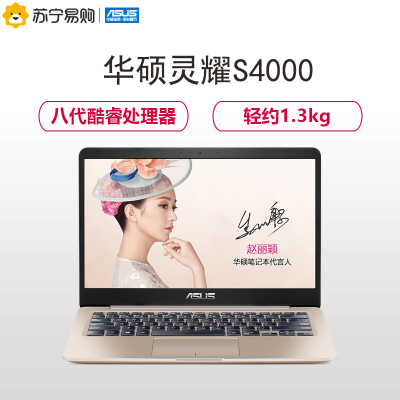 苏宁易购
ASUS
华硕灵耀S4000
八代酷睿处理器
轻约1.3kg
赵丽颖
华硕笔记本代言人
ASUS